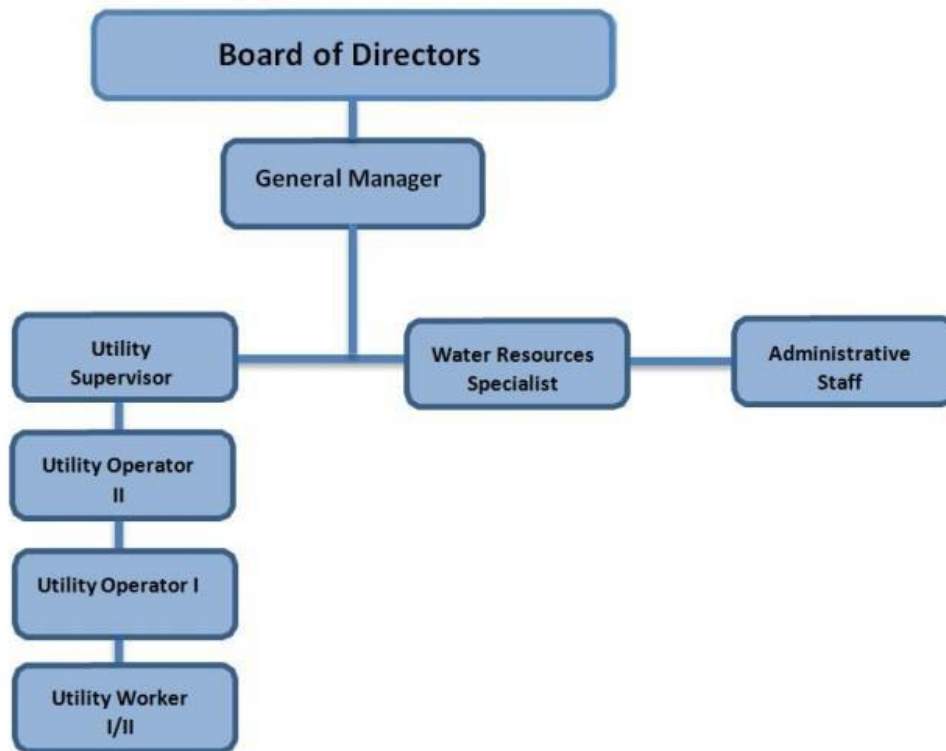 Board of Directors
General Manager
Utility
Supervisor
Water Resources
Specialist
Administrative
Staff
Utility Operator
II
Utility Operator I
Utility Worker
I/II